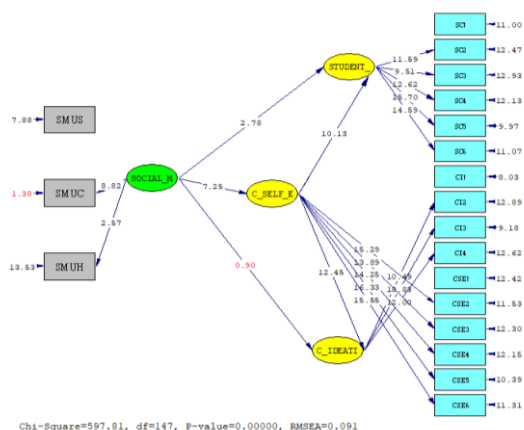 SC1 11.00
11.59 SC2 12.47
STUDENT_ 9.51 SC3 12.93
12.62 SC4 12.13
7.88 SMUS 2.78 15.70 SC5 9.97
14.59 SC6 11.07
10.13
CI1 8.03
SOCIAL_M
1.38 SMUC 8.82 7.25 C_SELF_E CI2 12.89
CI3 9.18
15.29 10.49 CI4 12.62
13.89
2.57 12.45 14.25 CSE1 12.42
13.53 SMUH 0.90 16.33 12.00 CSE2 11.53
15.55
CSE3 12.30
C_IDEATI CSE4 12.15
CSE5 10.39
CSE6 11.31
Chi-Square=597.81, df=147, P-value=0.00000, RMSEA=0.091